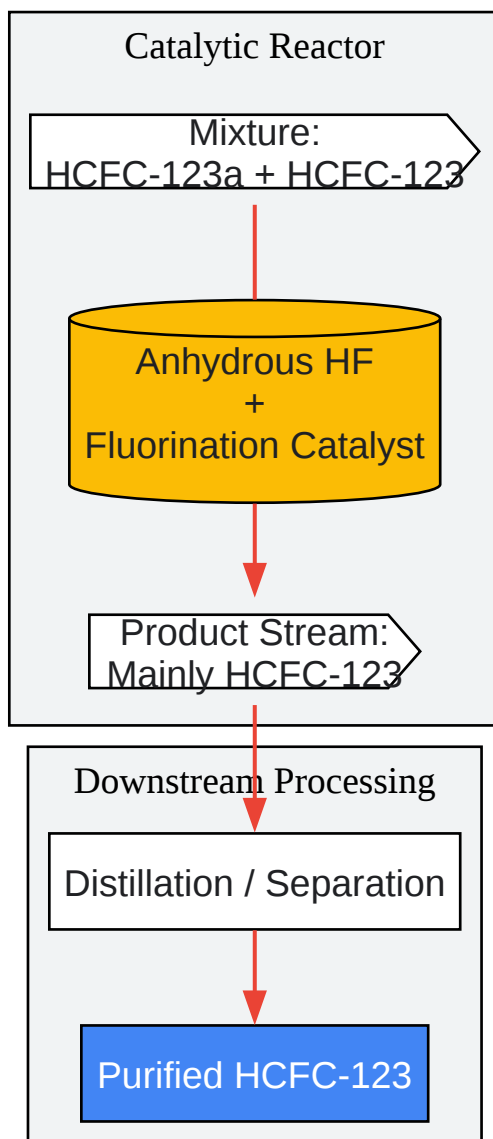 Catalytic Reactor
Mixture:
HCFC-123a + HCFC-123
Anhydrous HF
+
Fluorination Catalyst
Product Stream:
Mainly HCFC-123
Downstream Processing
Distillation / Separation
Purified HCFC-123